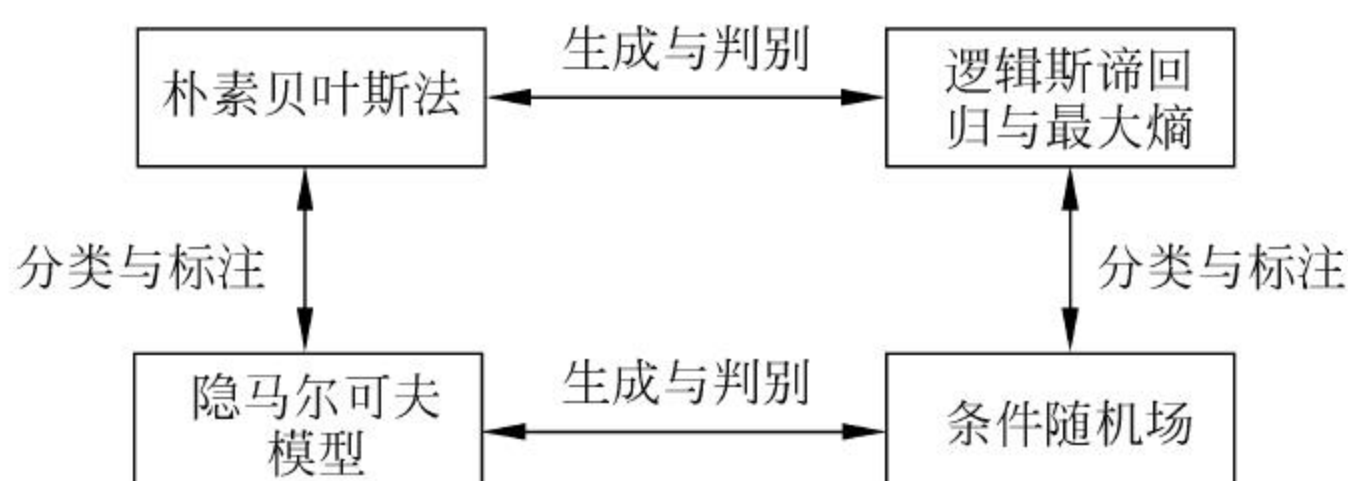 生成与判别
朴素贝叶斯法
逻辑斯谛回
归与最大熵
分类与标注
分类与标注
生成与判别
隐马尔可夫
模型
条件随机场